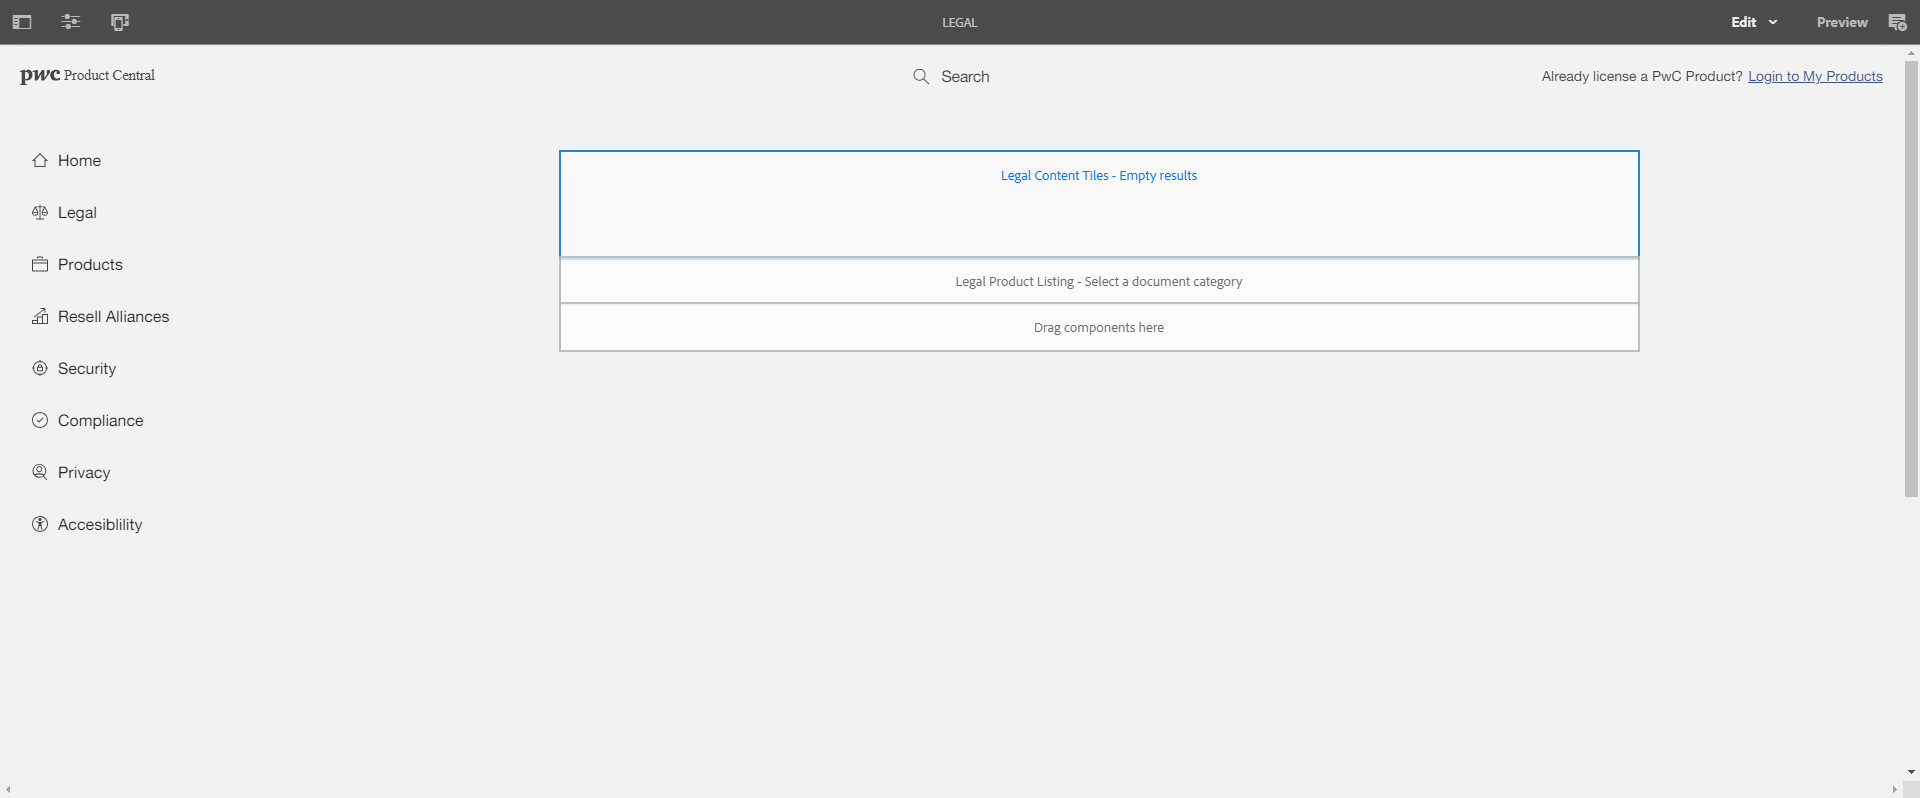 LEGAL
Edit
Preview
pwc Product Central
Search
Already license a PwC Product? Login to My Products
Home
Legal
Products
Resell Alliances
Security
Compliance
Privacy
Accesiblility
Legal Content Tiles - Empty results
Legal Product Listing - Select a document category
Drag components here